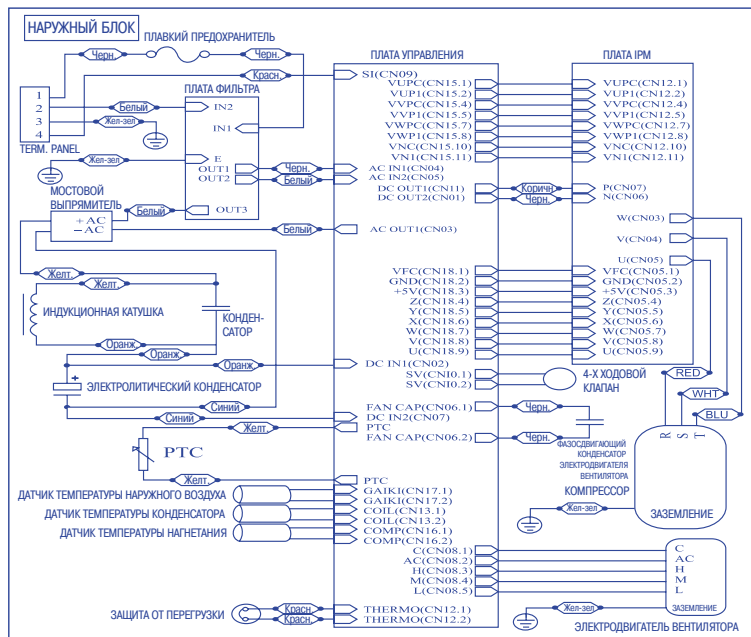 НАРУЖНЫЙ БЛОК
ПЛАВКИЙ ПРЕДОХРАНИТЕЛЬ
Черн.
Черн.
Красн.
1
2
3
4
TERM. PANEL
Белый
Жел-зел
ПЛАТА ФИЛЬТРА
IN2
IN1
E
OUT1
OUT2
OUT3
Жел-зел
Черн.
Белый
МОСТОВОЙ
ВЫПРЯМИТЕЛЬ
+AC
−AC
Белый
Белый
Желт.
Желт.
ИНДУКЦИОННАЯ КАТУШКА
КОНДЕН-
САТОР
Оранж
Оранж
Оранж
+
ЭЛЕКТРОЛИТИЧЕСКИЙ КОНДЕНСАТОР
Синий
Синий
Желт.
PTC
Желт.
ДАТЧИК ТЕМПЕРАТУРЫ НАРУЖНОГО ВОЗДУХА
ДАТЧИК ТЕМПЕРАТУРЫ КОНДЕНСАТОРА
ДАТЧИК ТЕМПЕРАТУРЫ НАГНЕТАНИЯ
ЗАЩИТА ОТ ПЕРЕГРУЗКИ
Красн.
Красн.
ПЛАТА УПРАВЛЕНИЯ
SI(CN09)
VUPC(CN15.1)
VUP1(CN15.2)
VVPC(CN15.4)
VVP1(CN15.5)
VWPC(CN15.7)
VWP1(CN15.8)
VNC(CN15.10)
VN1(CN15.11)
AC IN1(CN04)
AC IN2(CN05)
DC OUT1(CN11)
DC OUT2(CN01)
AC OUT1(CN03)
VFC(CN18.1)
GND(CN18.2)
+5V(CN18.3)
Z(CN18.4)
Y(CN18.5)
X(CN18.6)
W(CN18.7)
V(CN18.8)
U(CN18.9)
DC IN1(CN02)
SV(CNI0.1)
SV(CNI0.2)
FAN CAP(CN06.1)
DC IN2(CN07)
PTC
FAN CAP(CN06.2)
PTC
GAIKI(CN17.1)
GAIKI(CN17.2)
COIL(CN13.1)
COIL(CN13.2)
COMP(CN16.1)
COMP(CN16.2)
C(CN08.1)
AC(CN08.2)
H(CN08.3)
M(CN08.4)
L(CN08.5)
THERMO(CN12.1)
THERMO(CN12.2)
Коричн
Черн.
ПЛАТА IPM
VUPC(CN12.1)
VUP1(CN12.2)
VVPC(CN12.4)
VVP1(CN12.5)
VWPC(CN12.7)
VWP1(CN12.8)
VNC(CN12.10)
VN1(CN12.11)
P(CN07)
N(CN06)
W(CN03)
V(CN04)
U(CN05)
VFC(CN05.1)
GND(CN05.2)
+5V(CN05.3)
Z(CN05.4)
Y(CN05.5)
X(CN05.6)
W(CN05.7)
V(CN05.8)
U(CN05.9)
4-Х ХОДОВОЙ
КЛАПАН
RED
WHT
BLU
Черн.
Черн.
ФАЗОСДВИГАЮЩИЙ
КОНДЕНСАТОР
ЭЛЕКТРОДВИГАТЕЛЯ
ВЕНТИЛЯТОРА
R
S
T
КОМПРЕССОР
Жел-зел
ЗАЗЕМЛЕНИЕ
C
AC
H
M
L
Жел-зел
ЗАЗЕМЛЕНИЕ
ЭЛЕКТРОДВИГАТЕЛЬ ВЕНТИЛЯТОРА